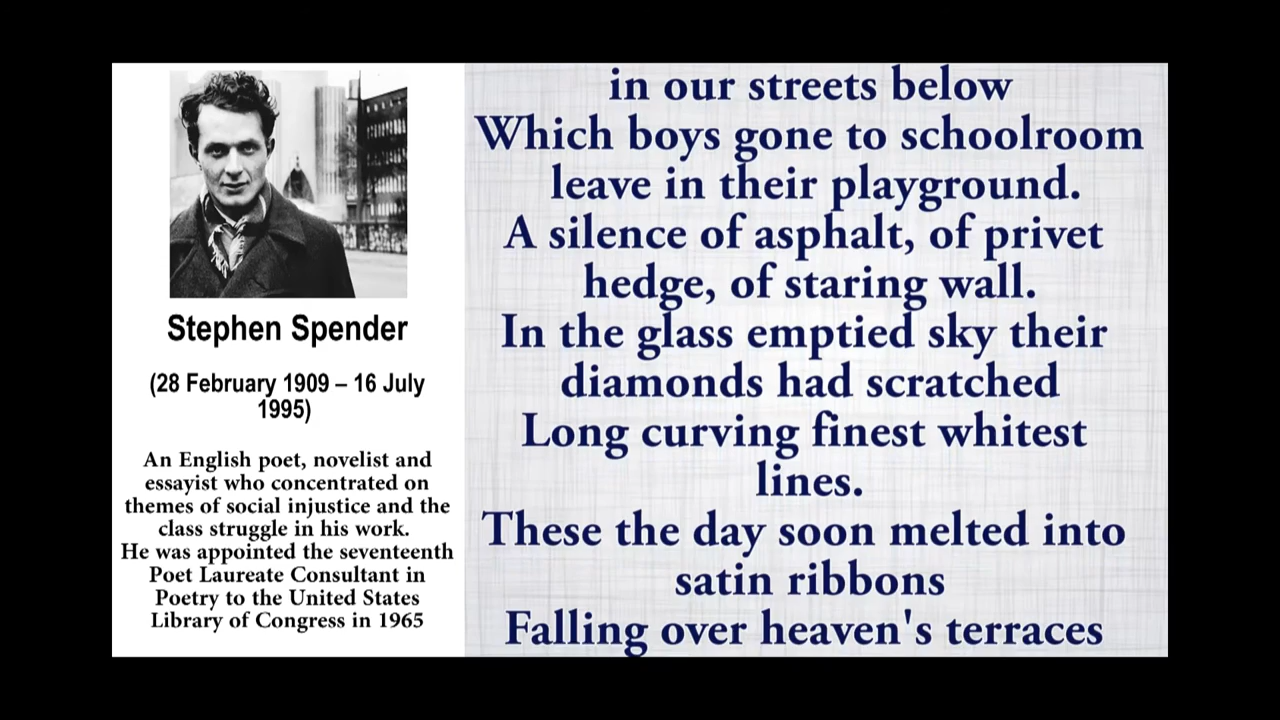 Stephen Spender
(28 February 1909 – 16 July
1995)
An English poet, novelist and
essayist who concentrated on
themes of social injustice and the
class struggle in his work.
He was appointed the seventeenth
Poet Laureate Consultant in
Poetry to the United States
Library of Congress in 1965
in our streets below
Which boys gone to schoolroom
leave in their playground.
A silence of asphalt, of privet
hedge, of staring wall.
In the glass emptied sky their
diamonds had scratched
Long curving finest whitest
lines.
These the day soon melted into
satin ribbons
Falling over heaven's terraces